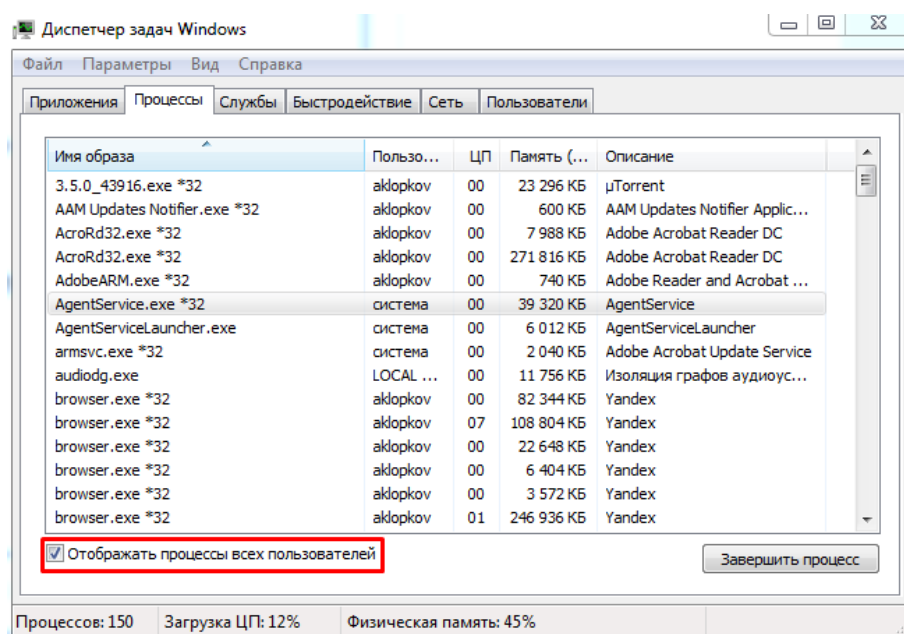 Диспетчер задач Windows
Файл Параметры Вид Справка
Приложения Процессы Службы Быстродействие Сеть Пользователи
Имя образа Пользо... ЦП Память (... Описание
3.5.0_43916.exe *32 aklopkov 00 23 296 КБ µTorrent
AAM Updates Notifier.exe *32 aklopkov 00 600 КБ AAM Updates Notifier Applic...
AcroRd32.exe *32 aklopkov 00 7 988 КБ Adobe Acrobat Reader DC
AcroRd32.exe *32 aklopkov 00 271 816 КБ Adobe Acrobat Reader DC
AdobeARM.exe *32 aklopkov 00 740 КБ Adobe Reader and Acrobat ...
AgentService.exe *32 система 00 39 320 КБ AgentService
AgentServiceLauncher.exe система 00 6 012 КБ AgentServiceLauncher
armsvc.exe *32 система 00 2 040 КБ Adobe Acrobat Update Service
audiodg.exe LOCAL ... 00 11 756 КБ Изоляция графов аудиоус...
browser.exe *32 aklopkov 00 82 344 КБ Yandex
browser.exe *32 aklopkov 07 108 804 КБ Yandex
browser.exe *32 aklopkov 00 22 648 КБ Yandex
browser.exe *32 aklopkov 00 6 404 КБ Yandex
browser.exe *32 aklopkov 00 3 572 КБ Yandex
browser.exe *32 aklopkov 01 246 936 КБ Yandex
Отображать процессы всех пользователей
Завершить процесс
Процессов: 150 Загрузка ЦП: 12% Физическая память: 45%